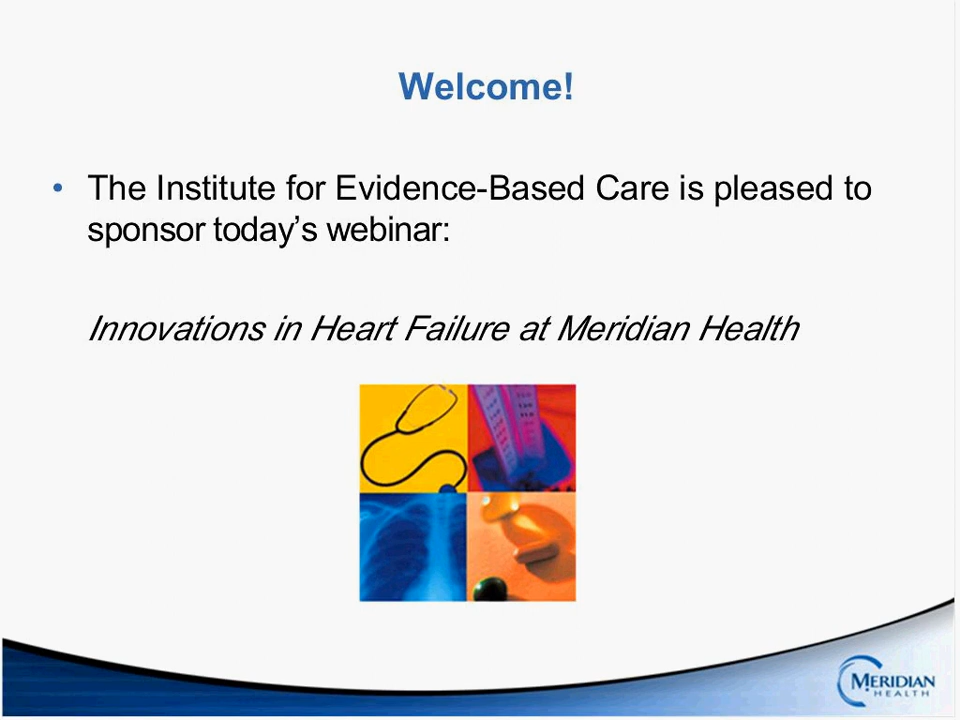 Welcome!
• The Institute for Evidence-Based Care is pleased to
sponsor today’s webinar:
Innovations in Heart Failure at Meridian Health
MERIDIAN
HEALTH